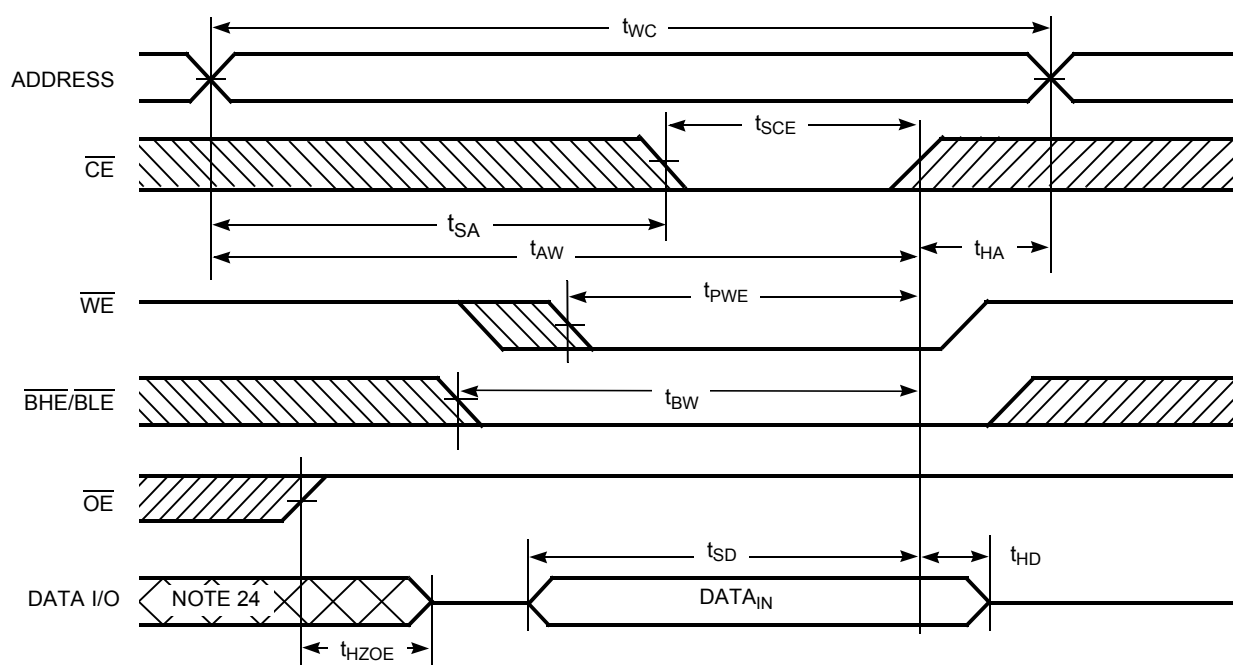 tWC
ADDRESS
tSCE
CE
tSA
tAW
tHA
WE
tPWE
BHE/BLE
tBW
OE
tSD
tHD
DATA I/O
NOTE 24
DATAIN
tHZOE